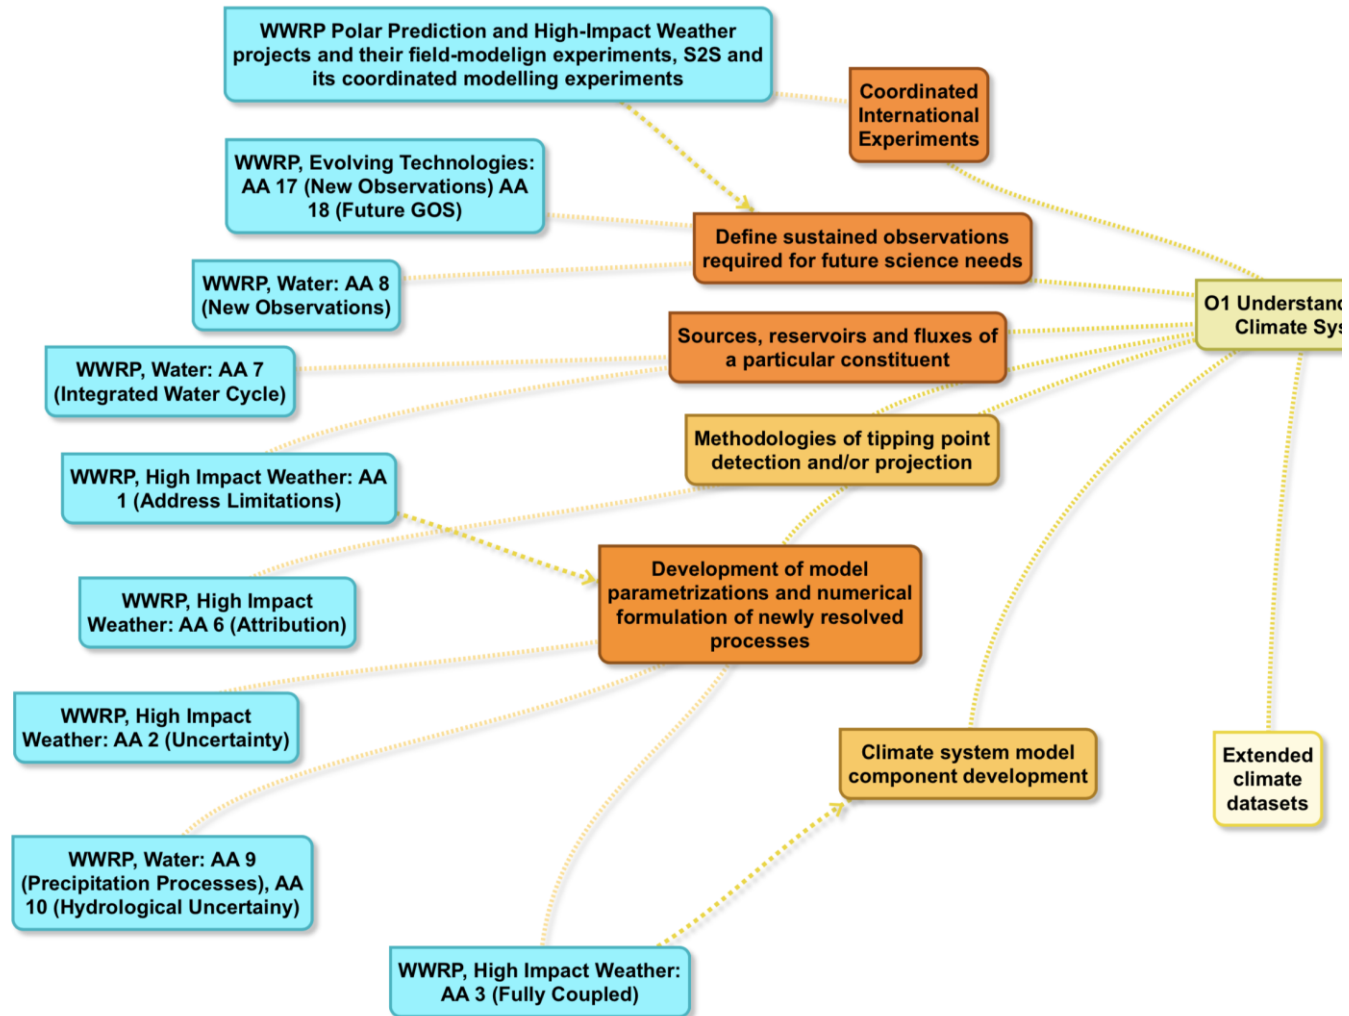 WWRP Polar Prediction and High-Impact Weather
projects and their field-modelign experiments, S2S and
its coordinated modelling experiments
Coordinated
International
Experiments
WWRP, Evolving Technologies:
AA 17 (New Observations) AA
18 (Future GOS)
Define sustained observations
required for future science needs
WWRP, Water: AA 8
(New Observations)
O1 Understand
Climate Sys
Sources, reservoirs and fluxes of
a particular constituent
WWRP, Water: AA 7
(Integrated Water Cycle)
Methodologies of tipping point
detection and/or projection
WWRP, High Impact Weather: AA
1 (Address Limitations)
Development of model
parametrizations and numerical
formulation of newly resolved
processes
WWRP, High Impact
Weather: AA 6 (Attribution)
WWRP, High Impact
Weather: AA 2 (Uncertainty)
Climate system model
component development
Extended
climate
datasets
WWRP, Water: AA 9
(Precipitation Processes), AA
10 (Hydrological Uncertainy)
WWRP, High Impact Weather:
AA 3 (Fully Coupled)